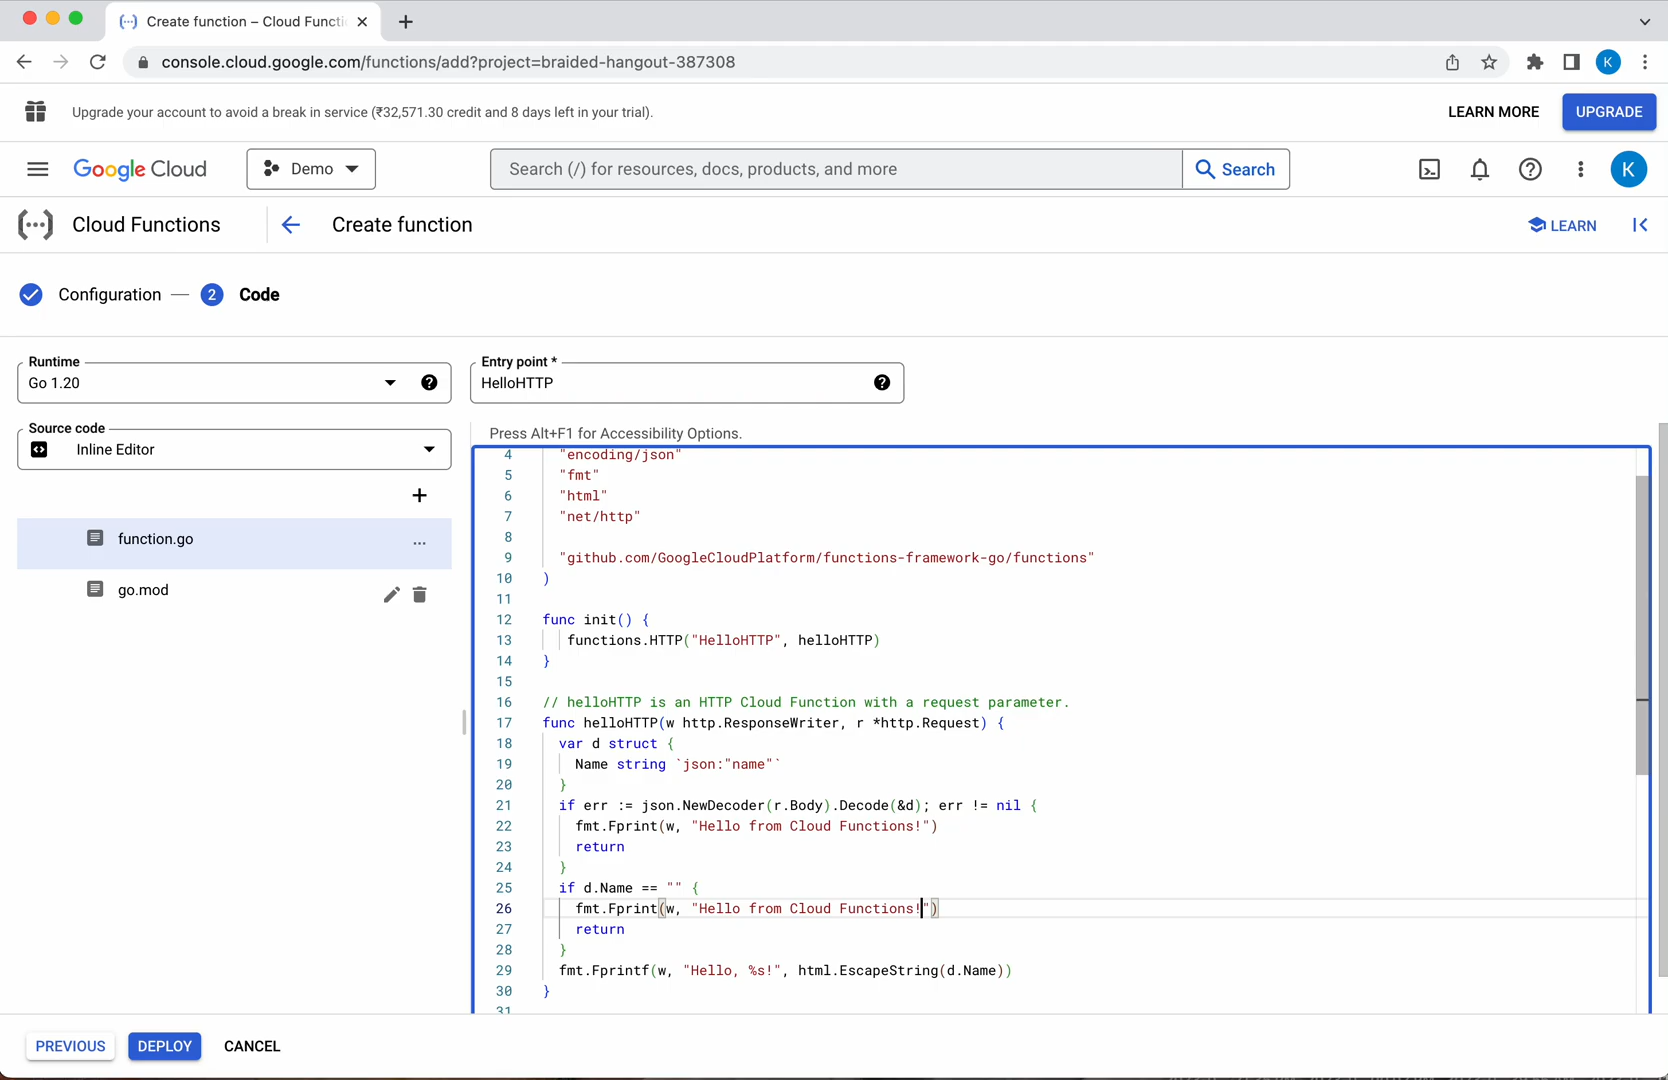 Create function – Cloud Functi
console.cloud.google.com/functions/add?project=braided-hangout-387308
K
Upgrade your account to avoid a break in service (₹32,571.30 credit and 8 days left in your trial).
LEARN MORE
UPGRADE
Google Cloud
Demo
Search (/) for resources, docs, products, and more
Search
K
Cloud Functions
Create function
LEARN
Configuration
2
Code
Runtime
Go 1.20
Entry point *
HelloHTTP
Source code
Inline Editor
function.go
...
go.mod
Press Alt+F1 for Accessibility Options.
4 "encoding/json"
5 "fmt"
6 "html"
7 "net/http"
8
9 "github.com/GoogleCloudPlatform/functions-framework-go/functions"
10 )
11
12 func init() {
13 functions.HTTP("HelloHTTP", helloHTTP)
14 }
15
16 // helloHTTP is an HTTP Cloud Function with a request parameter.
17 func helloHTTP(w http.ResponseWriter, r *http.Request) {
18 var d struct {
19 Name string `json:"name"`
20 }
21 if err := json.NewDecoder(r.Body).Decode(&d); err != nil {
22 fmt.Fprint(w, "Hello from Cloud Functions!")
23 return
24 }
25 if d.Name == "" {
26 fmt.Fprint(w, "Hello from Cloud Functions!")
27 return
28 }
29 fmt.Fprintf(w, "Hello, %s!", html.EscapeString(d.Name))
30 }
31
PREVIOUS
DEPLOY
CANCEL